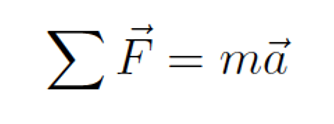 ∑ F⃗ = ma⃗